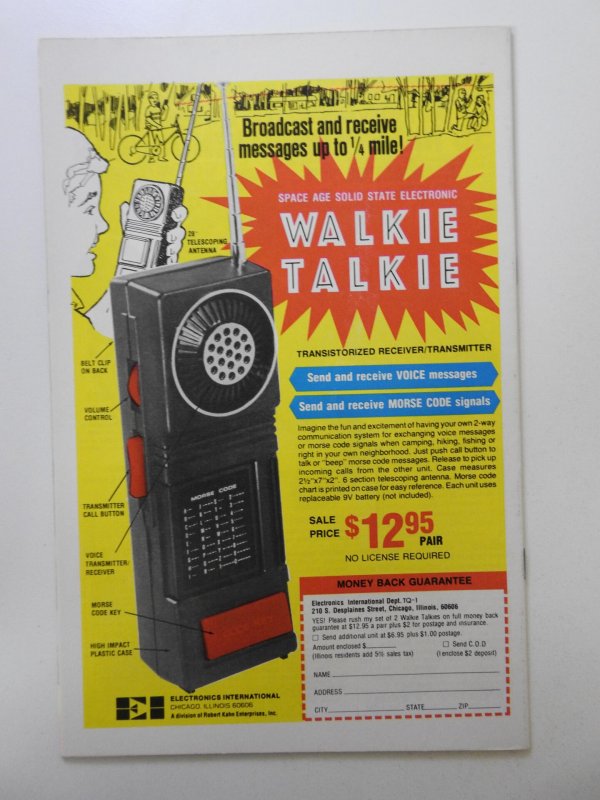 Broadcast and receive
messages up to 1/4 mile!
SPACE AGE SOLID STATE ELECTRONIC
WALKIE
TALKIE
28"
TELESCOPING
ANTENNA
BELT CLIP
ON BACK
VOLUME
CONTROL
TRANSMITTER
CALL BUTTON
VOICE
TRANSMITTER/
RECEIVER
MORSE
CODE KEY
HIGH IMPACT
PLASTIC CASE
MORSE CODE
TRANSISTORIZED RECEIVER/TRANSMITTER
Send and receive VOICE messages
Send and receive MORSE CODE signals
Imagine the fun and excitement of having your own 2-way
communication system for exchanging voice messages
or morse code signals when camping, hiking, fishing or
right in your own neighborhood. Just push call button to
talk or "beep" morse code messages. Release to pick up
incoming calls from the other unit. Case measures
2½"x7"x2". 6 section telescoping antenna. Morse code
chart is printed on case for easy reference. Each unit uses
replaceable 9V battery (not included).
SALE
PRICE $12.95 PAIR
NO LICENSE REQUIRED
MONEY BACK GUARANTEE
Electronics International Dept. TQ-1
210 S. Desplaines Street, Chicago, Illinois, 60606
YES! Please rush my set of 2 Walkie Talkies on full money back
guarantee at $12.95 a pair plus $2 for postage and insurance.
Send additional unit at $6.95 plus $1.00 postage.
Amount enclosed $ Send C.O.D
(Illinois residents add 5% sales tax) (I enclose $2 deposit)
NAME
ADDRESS
CITY STATE ZIP
EI
ELECTRONICS INTERNATIONAL
CHICAGO, ILLINOIS 60606
A division of Robert Kahn Enterprises, Inc.